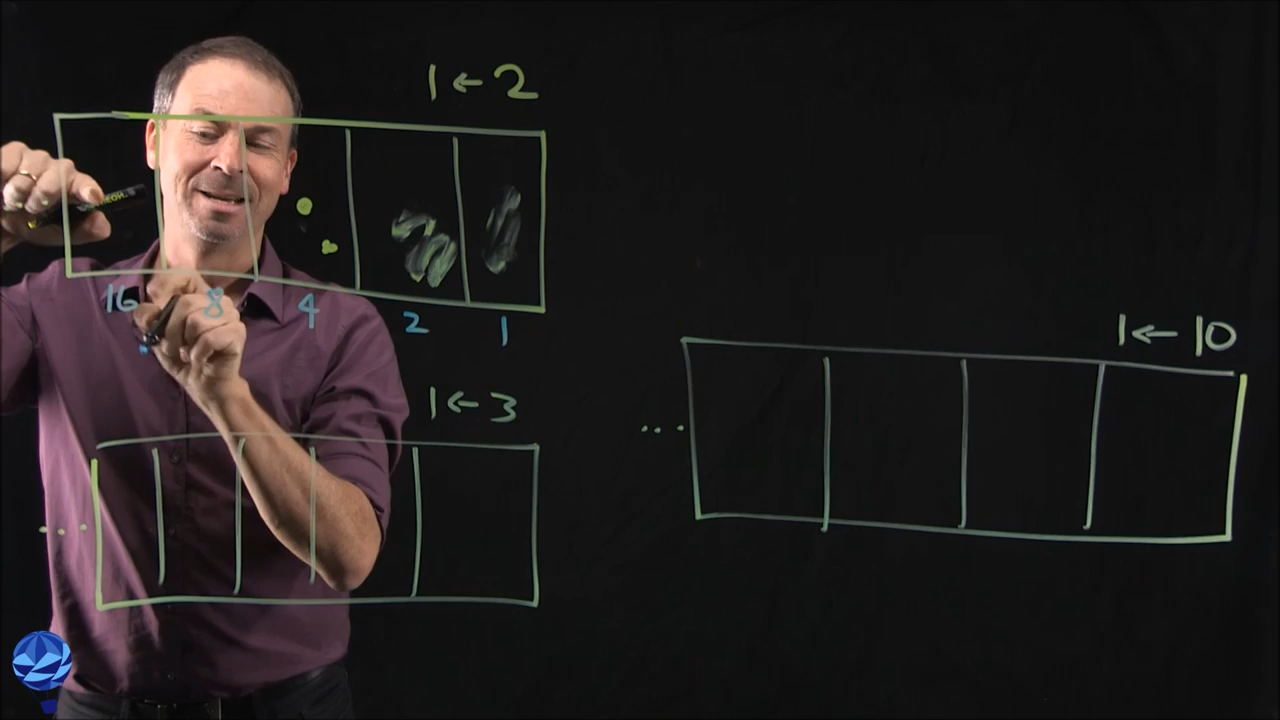 1 ← 2
16 8 4 2 1
1 ← 3
1 ← 10
...
...